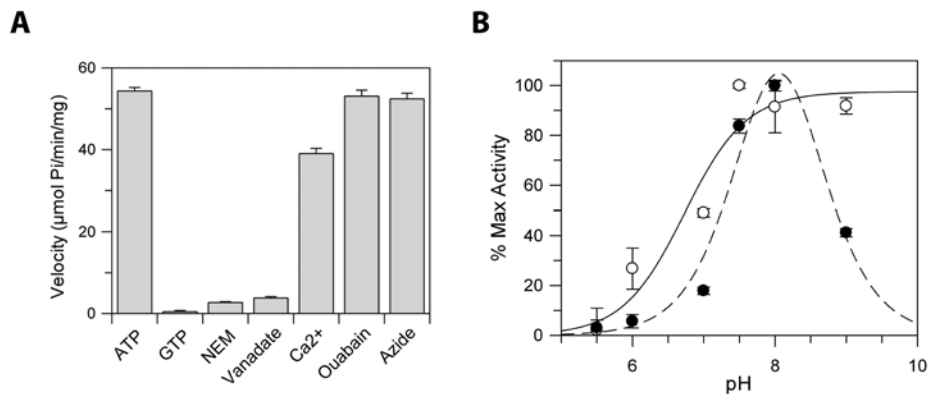 A
B
Velocity (μmol Pi/min/mg)
60
40
20
0
ATP
GTP
NEM
Vanadate
Ca2+
Ouabain
Azide
% Max Activity
100
80
60
40
20
0
6
8
10
pH